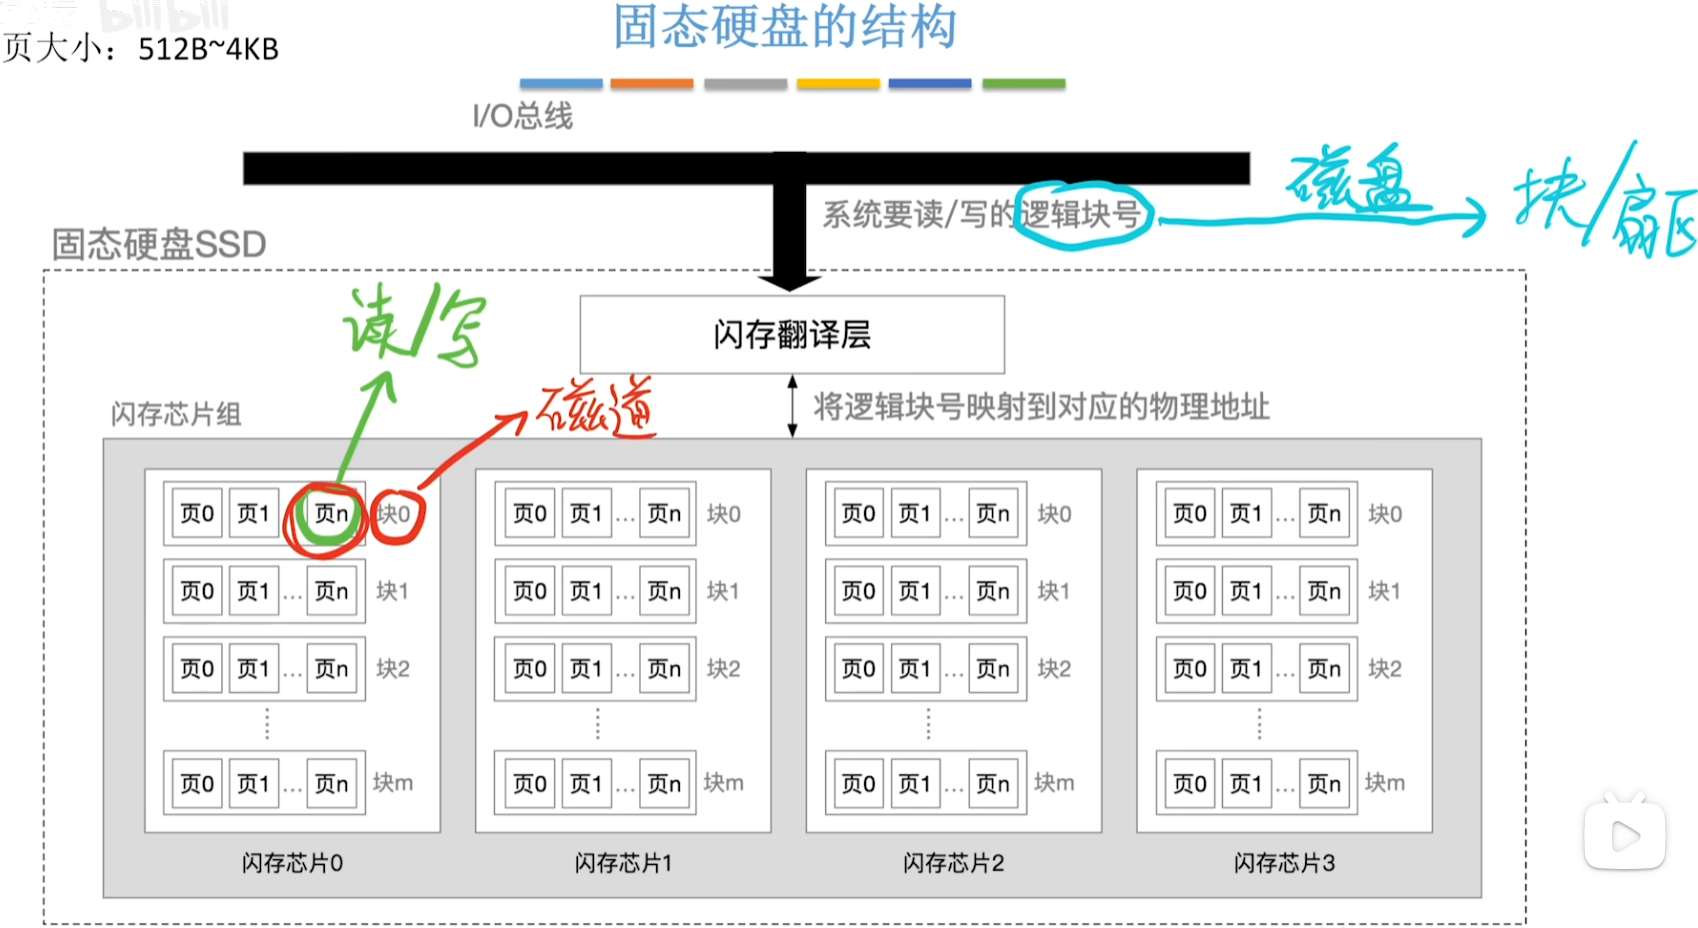 bilibili
固态硬盘的结构
页大小：512B~4KB
I/O总线
系统要读/写的逻辑块号
磁盘
块/扇区
固态硬盘SSD
读/写
闪存翻译层
磁道
闪存芯片组
将逻辑块号映射到对应的物理地址
页0 页1 页n 块0 页0 页1 … 页n 块0 页0 页1 … 页n 块0 页0 页1 … 页n 块0
页0 页1 … 页n 块1 页0 页1 … 页n 块1 页0 页1 … 页n 块1 页0 页1 … 页n 块1
页0 页1 … 页n 块2 页0 页1 … 页n 块2 页0 页1 … 页n 块2 页0 页1 … 页n 块2
页0 页1 … 页n 块m 页0 页1 … 页n 块m 页0 页1 … 页n 块m 页0 页1 … 页n 块m
闪存芯片0 闪存芯片1 闪存芯片2 闪存芯片3